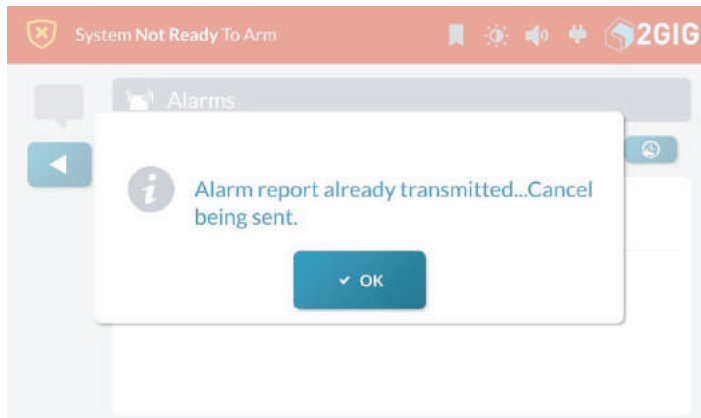 System Not Ready To Arm
2GIG
Alarms
Alarm report already transmitted...Cancel
being sent.
OK